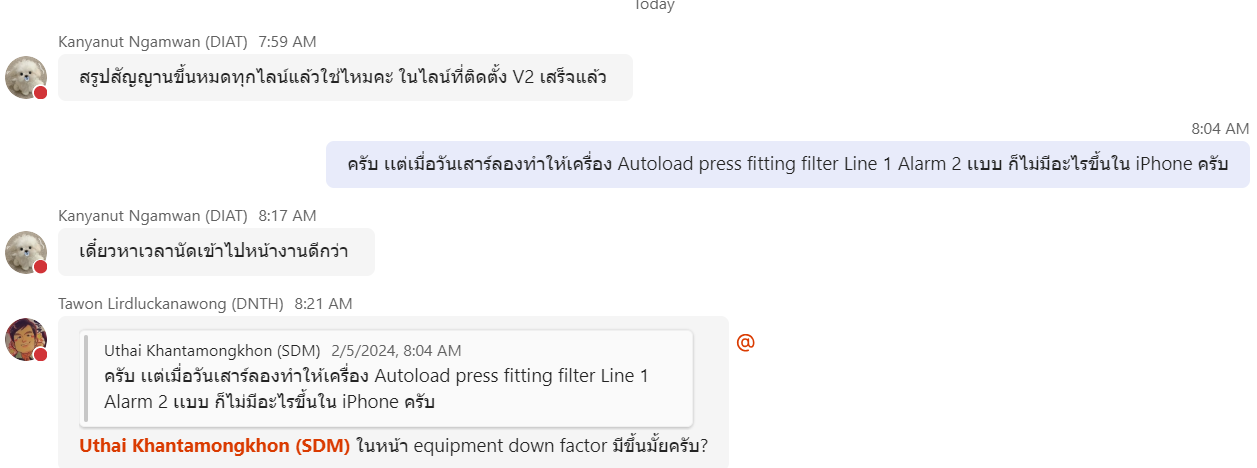 Today
Kanyanut Ngamwan (DIAT) 7:59 AM
สรุปสัญญานขึ้นหมดทุกไลน์แล้วใช่ไหมคะ ในไลน์ที่ติดตั้ง V2 เสร็จแล้ว
8:04 AM
ครับ แต่เมื่อวันเสาร์ลองทำให้เครื่อง Autoload press fitting filter Line 1 Alarm 2 แบบ ก็ไม่มีอะไรขึ้นใน iPhone ครับ
Kanyanut Ngamwan (DIAT) 8:17 AM
เดี๋ยวหาเวลานัดเข้าไปหน้างานดีกว่า
Tawon Lirdluckanawong (DNTH) 8:21 AM
@
Uthai Khantamongkhon (SDM) 2/5/2024, 8:04 AM
ครับ แต่เมื่อวันเสาร์ลองทำให้เครื่อง Autoload press fitting filter Line 1
Alarm 2 แบบ ก็ไม่มีอะไรขึ้นใน iPhone ครับ
Uthai Khantamongkhon (SDM) ในหน้า equipment down factor มีขึ้นมั้ยครับ?